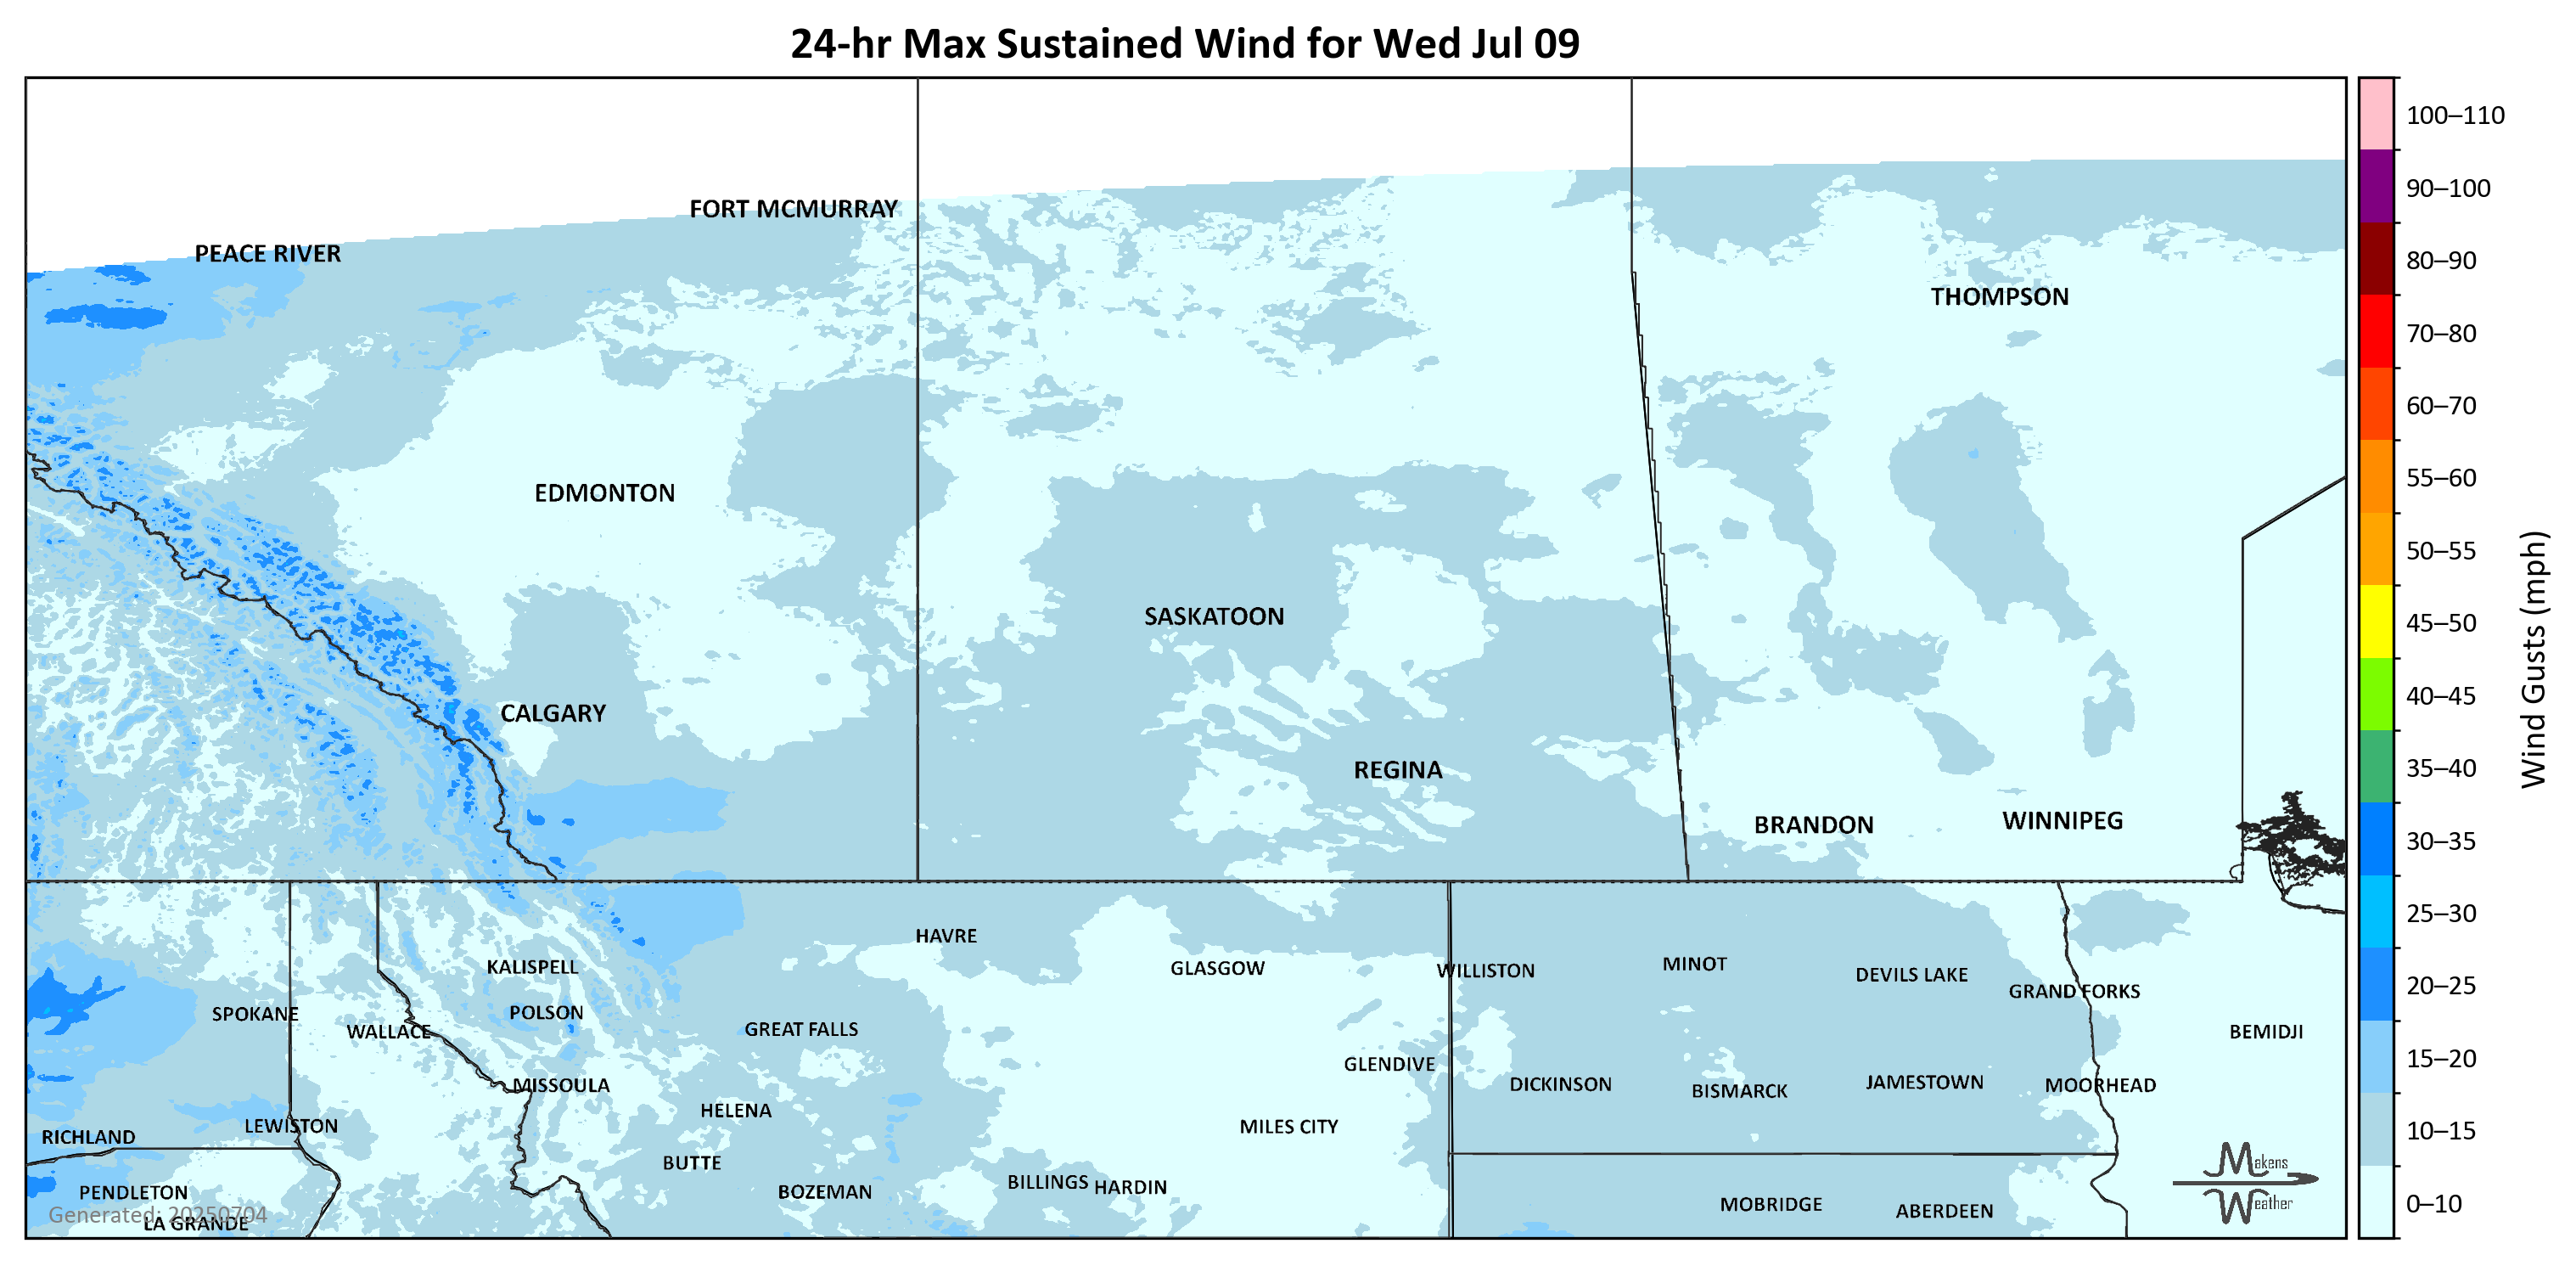 24-hr Max Sustained Wind for Wed Jul 09
FORT MCMURRAY
PEACE RIVER
THOMPSON
EDMONTON
SASKATOON
CALGARY
REGINA
BRANDON
WINNIPEG
HAVRE
KALISPELL
GLASGOW
WILLISTON
MINOT
DEVILS LAKE
GRAND FORKS
SPOKANE
POLSON
WALLACE
GREAT FALLS
BEMIDJI
GLENDIVE
MISSOULA
DICKINSON
BISMARCK
JAMESTOWN
MOORHEAD
HELENA
LEWISTON
MILES CITY
RICHLAND
BUTTE
PENDLETON
BOZEMAN
BILLINGS
HARDIN
MOBRIDGE
ABERDEEN
Generated: 20250704
LA GRANDE
Makens
Weather
100–110
90–100
80–90
70–80
60–70
55–60
50–55
45–50
40–45
35–40
30–35
25–30
20–25
15–20
10–15
0–10
Wind Gusts (mph)